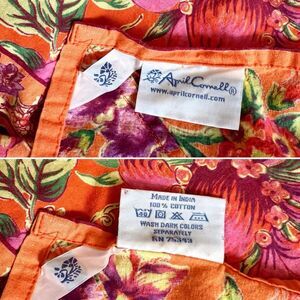 April Cornell®
www.aprilcornell.com
MADE IN INDIA
100% COTTON
WASH DARK COLORS
SEPARATELY
RN 75343